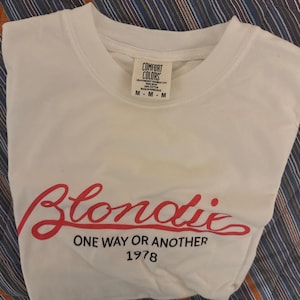 COMFORT
COLORS
M - M - M
Blondie
ONE WAY OR ANOTHER
1978